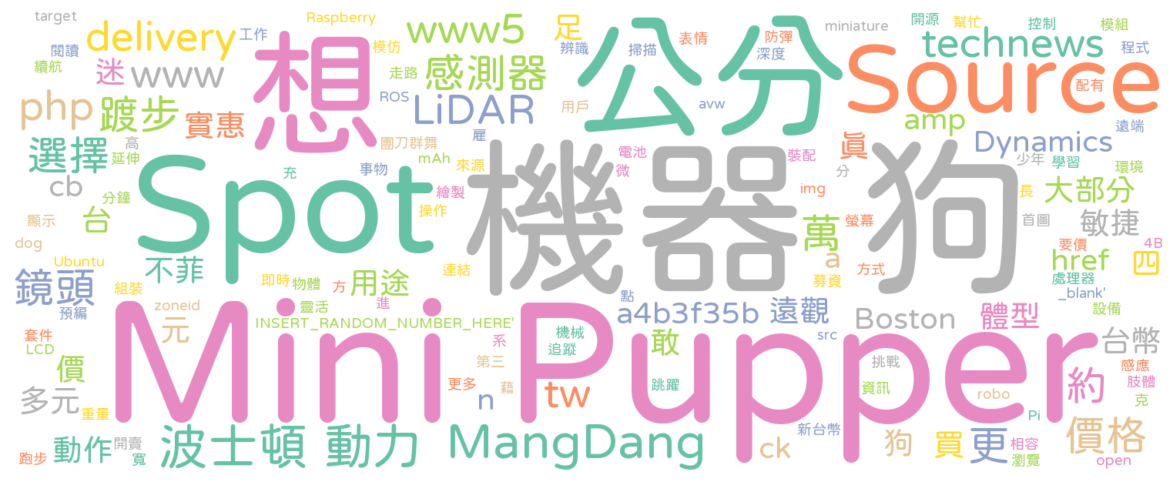 target
Raspberry
miniature
開源
幫忙
控制
模組
閱讀
delivery
工作
模仿
www5
足
辨識
掃描
表情
防彈
深度
technews
程式
續航
迷
www
想
走路
感測器
公分
Source
配有
php
踱步
實惠
ROS
LiDAR
用戶
avw
amp
遠端
選擇
高
延伸
圍刀群舞
雇
mAh
來源
電池
微
裝配
眞
Dynamics
少年
學習
環境
cb
充
事物
繪製
操作
img
分
長
大部分
台
分鐘
Spot
機器
狗
萬
螢幕
首圖
敏捷
顯示
dog
Ubuntu
不菲
即時
物體
用途
方
連結
a
募資
方式
要價
href
4B
四
處理器
鏡頭
組裝
zoneid
靈活
進
點
a4b3f35b
遠觀
_blank'
預編
元
INSERT_RANDOM_NUMBER_HERE'
系
機械
敢
src
Boston
體型
設備
台幣
套件
LCD
Mini
Pupper
追蹤
第三
挑戰
感應
價
更多
藉
跳躍
資訊
約
肢體
多元
重量
n
tw
robo
克
Pi
動作
開賣
波士頓
動力
MangDang
ck
新台幣
狗
買
更
相容
價格
跑步
寬
瀏覽
open